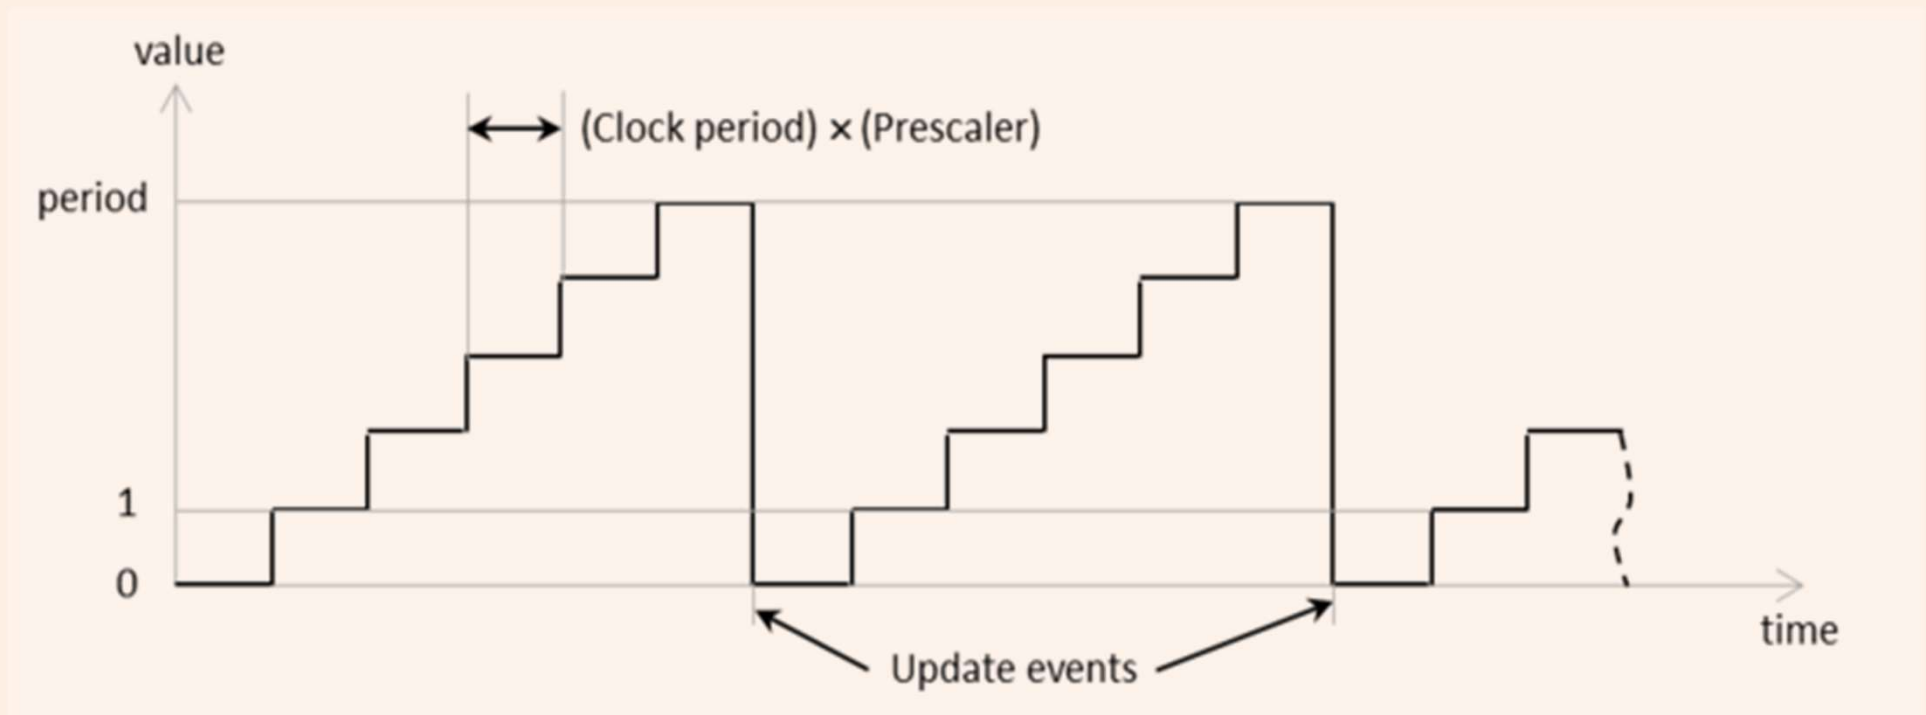 value
(Clock period) × (Prescaler)
period
1
0
time
Update events